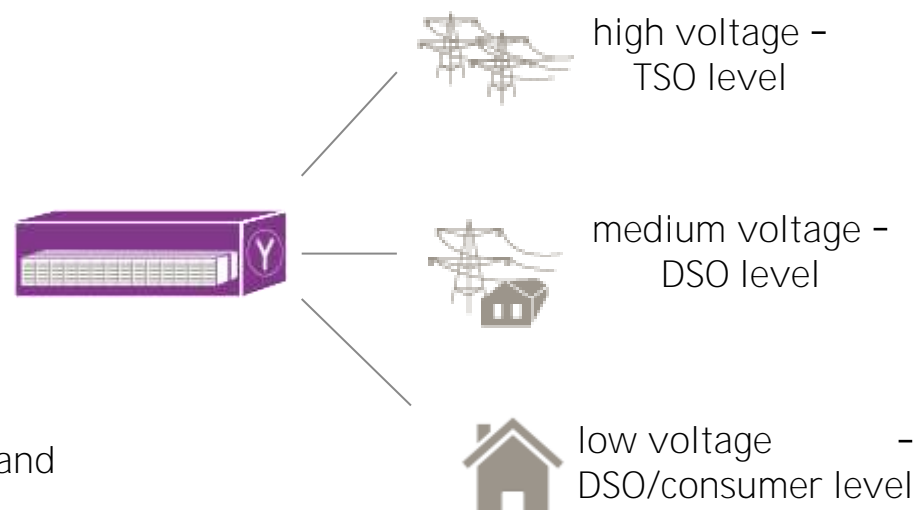 high voltage –
TSO level
Y
medium voltage –
DSO level
and
low voltage –
DSO/consumer level